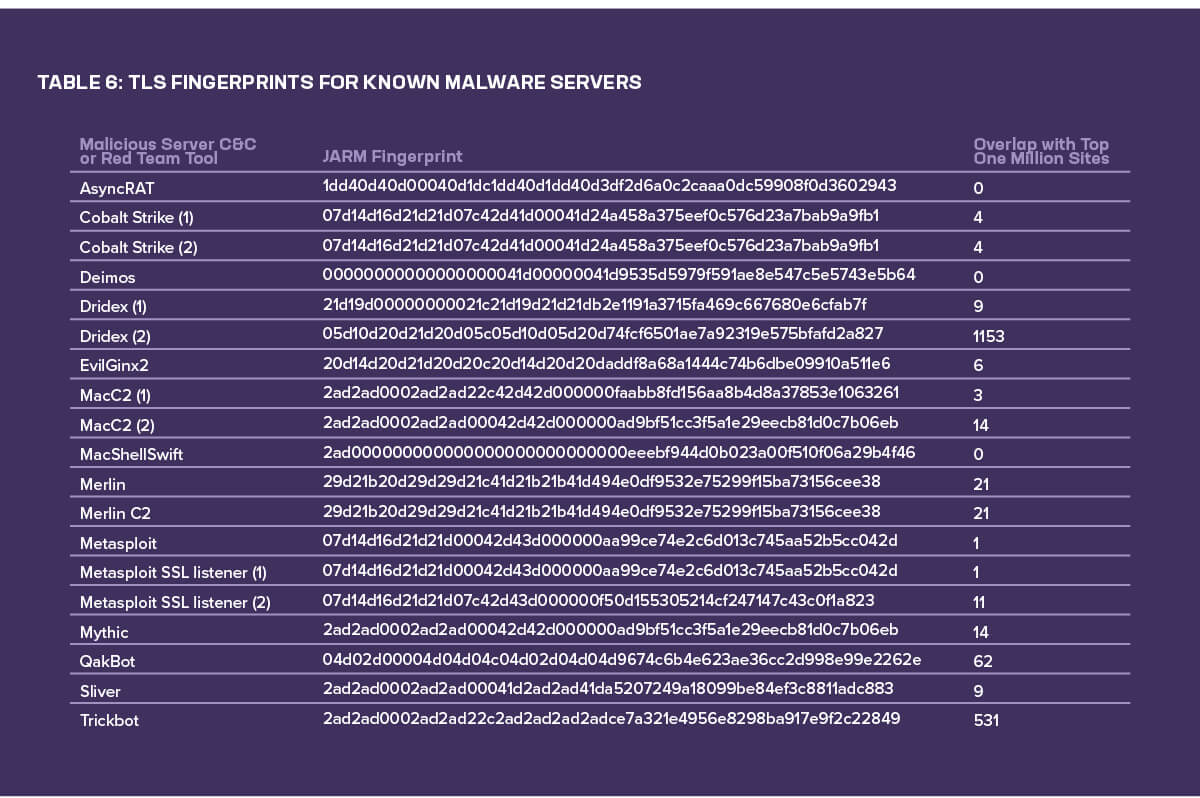 TABLE 6: TLS FINGERPRINTS FOR KNOWN MALWARE SERVERS
Malicious Server C&C
or Red Team Tool
JARM Fingerprint
Overlap with Top
One Million Sites
AsyncRAT 1dd40d40d00040d1dc1dd40d1dd40d3df2d6a0c2caaa0dc59908f0d3602943 0
Cobalt Strike (1) 07d14d16d21d21d07c42d41d00041d24a458a375eef0c576d23a7bab9a9fb1 4
Cobalt Strike (2) 07d14d16d21d21d07c42d41d00041d24a458a375eef0c576d23a7bab9a9fb1 4
Deimos 00000000000000000041d00000041d9535d5979f591ae8e547c5e5743e5b64 0
Dridex (1) 21d19d00000000021c21d19d21d21db2e1191a3715fa469c667680e6cfab7f 9
Dridex (2) 05d10d20d21d20d05c05d10d05d20d74fcf6501ae7a92319e575bfafd2a827 1153
EvilGinx2 20d14d20d21d20d20c20d14d20d20daddf8a68a1444c74b6dbe09910a511e6 6
MacC2 (1) 2ad2ad0002ad2ad22c42d42d000000faabb8fd156aa8b4d8a37853e1063261 3
MacC2 (2) 2ad2ad0002ad2ad00042d42d000000ad9bf51cc3f5a1e29eecb81d0c7b06eb 14
MacShellSwift 2ad000000000000000000000000000eeebf944d0b023a00f510f06a29b4f46 0
Merlin 29d21b20d29d29d21c41d21b21b41d494e0df9532e75299f15ba73156cee38 21
Merlin C2 29d21b20d29d29d21c41d21b21b41d494e0df9532e75299f15ba73156cee38 21
Metasploit 07d14d16d21d21d00042d43d000000aa99ce74e2c6d013c745aa52b5cc042d 1
Metasploit SSL listener (1) 07d14d16d21d21d00042d43d000000aa99ce74e2c6d013c745aa52b5cc042d 1
Metasploit SSL listener (2) 07d14d16d21d21d07c42d43d000000f50d155305214cf247147c43c0f1a823 11
Mythic 2ad2ad0002ad2ad00042d42d000000ad9bf51cc3f5a1e29eecb81d0c7b06eb 14
QakBot 04d02d00004d04d04c04d02d04d04d9674c6b4e623ae36cc2d998e99e2262e 62
Sliver 2ad2ad0002ad2ad00041d2ad2ad41da5207249a18099be84ef3c8811adc883 9
Trickbot 2ad2ad0002ad2ad22c2ad2ad2ad2adce7a321e4956e8298ba917e9f2c22849 531